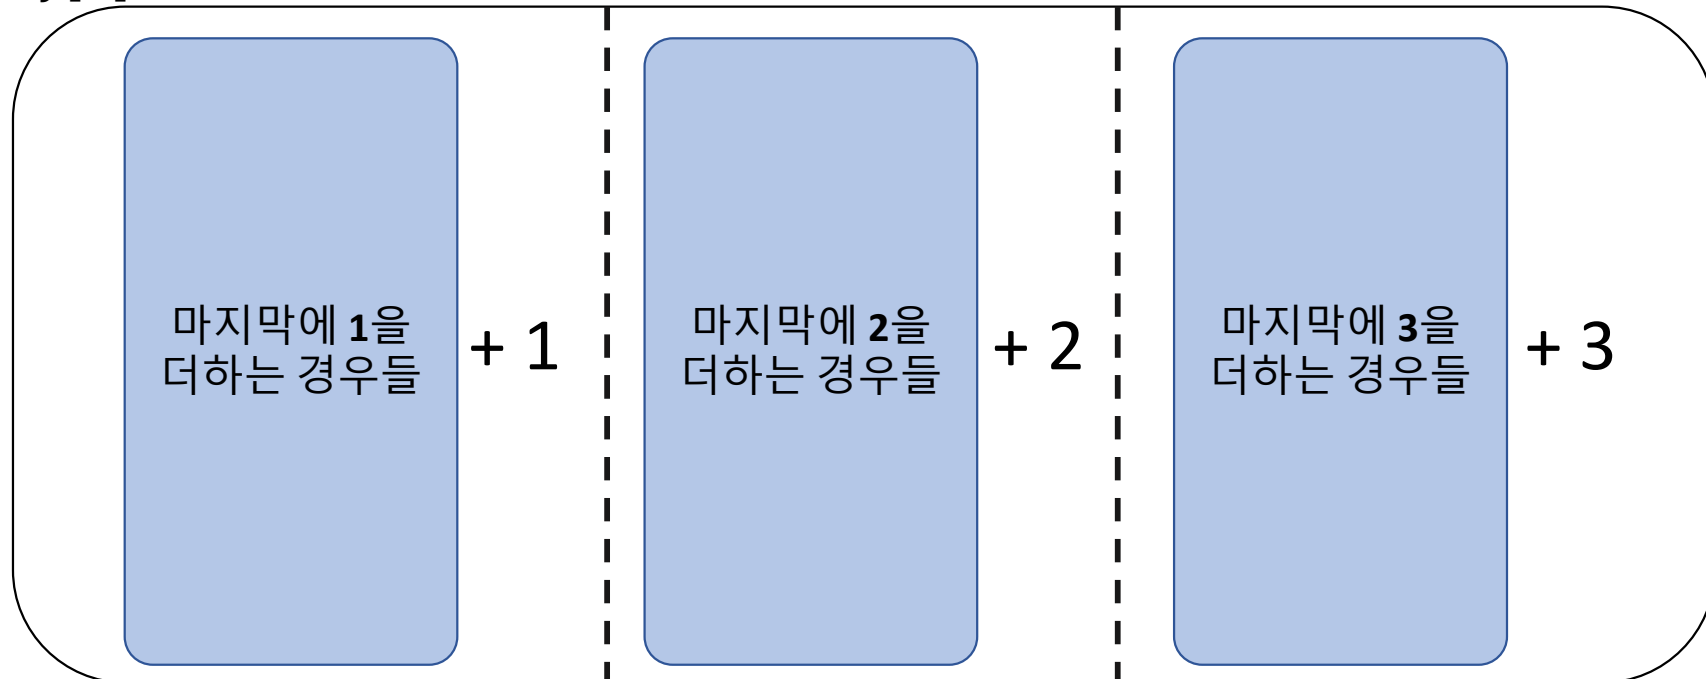 마지막에 1을
더하는 경우들
+ 1
마지막에 2을
더하는 경우들
+ 2
마지막에 3을
더하는 경우들
+ 3